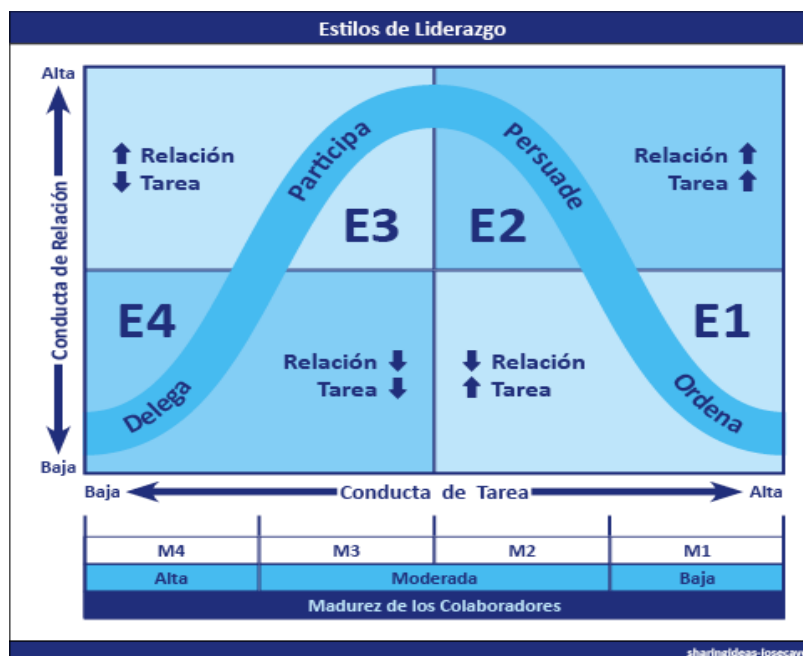 Estilos de Liderazgo
Alta
Conducta de Relación
Baja
Relación
Tarea
Participa
E3
Persuade
E2
Relación
Tarea
E4
Delega
Relación
Tarea
Relación
Tarea
E1
Ordena
Baja
Conducta de Tarea
Alta
M4 M3 M2 M1
Alta Moderada Baja
Madurez de los Colaboradores